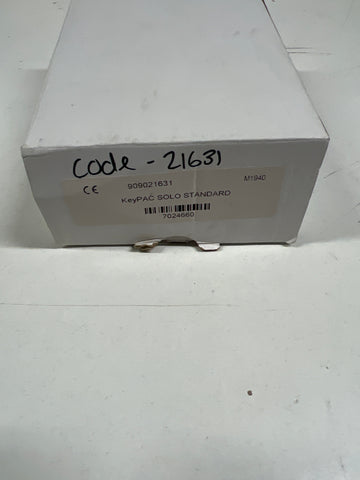 Code - 21631
CE 909021631 M1940
KeyPAC SOLO STANDARD
7024660